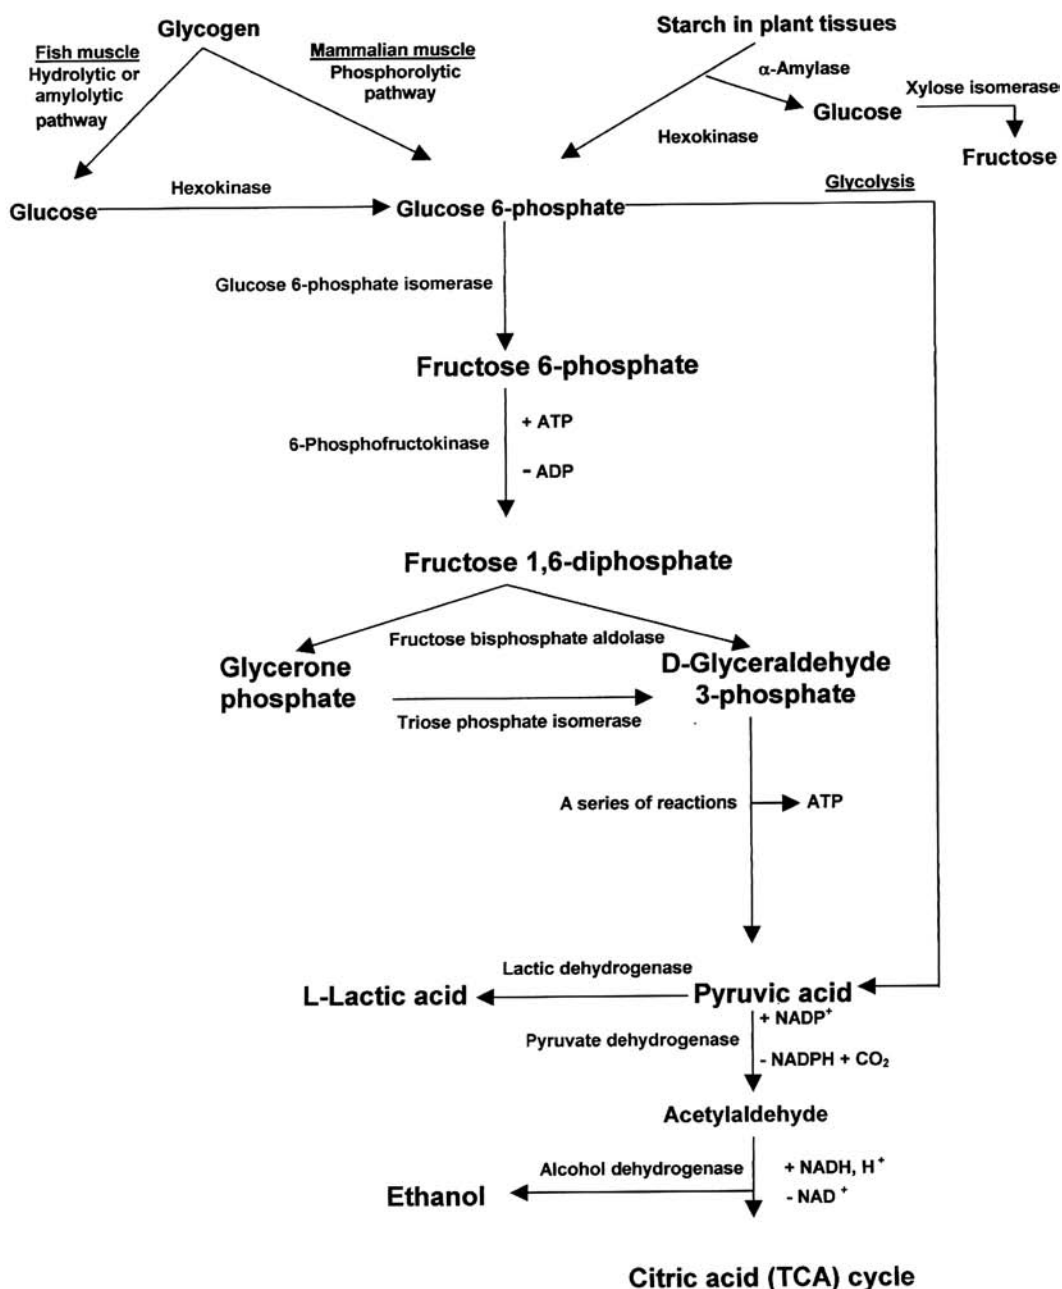 Glycogen
Starch in plant tissues
Fish muscle
Hydrolytic or
amylolytic
pathway
Mammalian muscle
Phosphorolytic
pathway
α-Amylase
Xylose isomerase
Glucose
Hexokinase
Fructose
Hexokinase
Glycolysis
Glucose
Glucose 6-phosphate
Glucose 6-phosphate isomerase
Fructose 6-phosphate
+ ATP
6-Phosphofructokinase
- ADP
Fructose 1,6-diphosphate
Fructose bisphosphate aldolase
Glycerone
phosphate
D-Glyceraldehyde
3-phosphate
Triose phosphate isomerase
A series of reactions
ATP
Lactic dehydrogenase
L-Lactic acid
Pyruvic acid
+ NADP⁺
Pyruvate dehydrogenase
- NADPH + CO₂
Acetylaldehyde
Alcohol dehydrogenase
+ NADH, H⁺
Ethanol
- NAD⁺
Citric acid (TCA) cycle